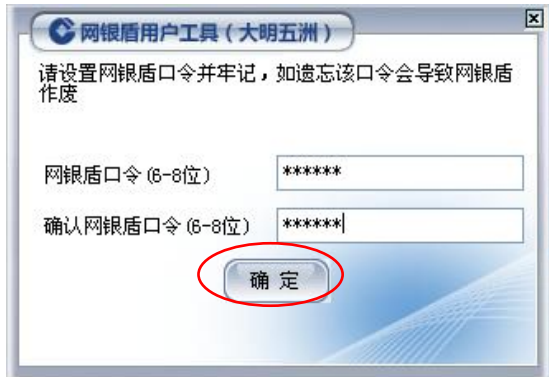 网银盾用户工具(大明五洲)
请设置网银盾口令并牢记,如遗忘该口令会导致网银盾
作废
网银盾口令(6-8位) ******
确认网银盾口令(6-8位) ******
确 定